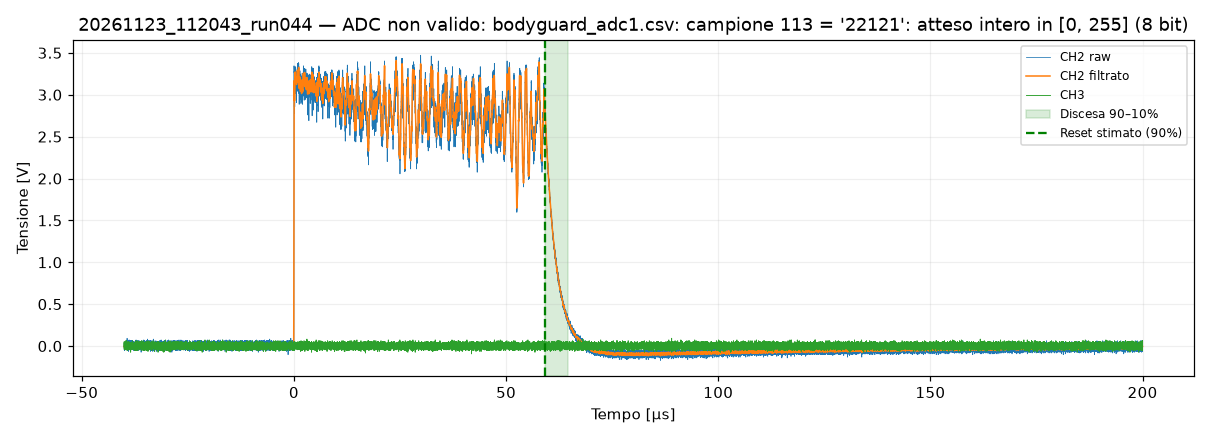 20261123_112043_run044 — ADC non valido: bodyguard_adc1.csv: campione 113 = '22121': atteso intero in [0, 255] (8 bit)
Tensione [V]
3.5
3.0
2.5
2.0
1.5
1.0
0.5
0.0
CH2 raw
CH2 filtrato
CH3
Discesa 90–10%
Reset stimato (90%)
−50
0
50
100
150
200
Tempo [µs]